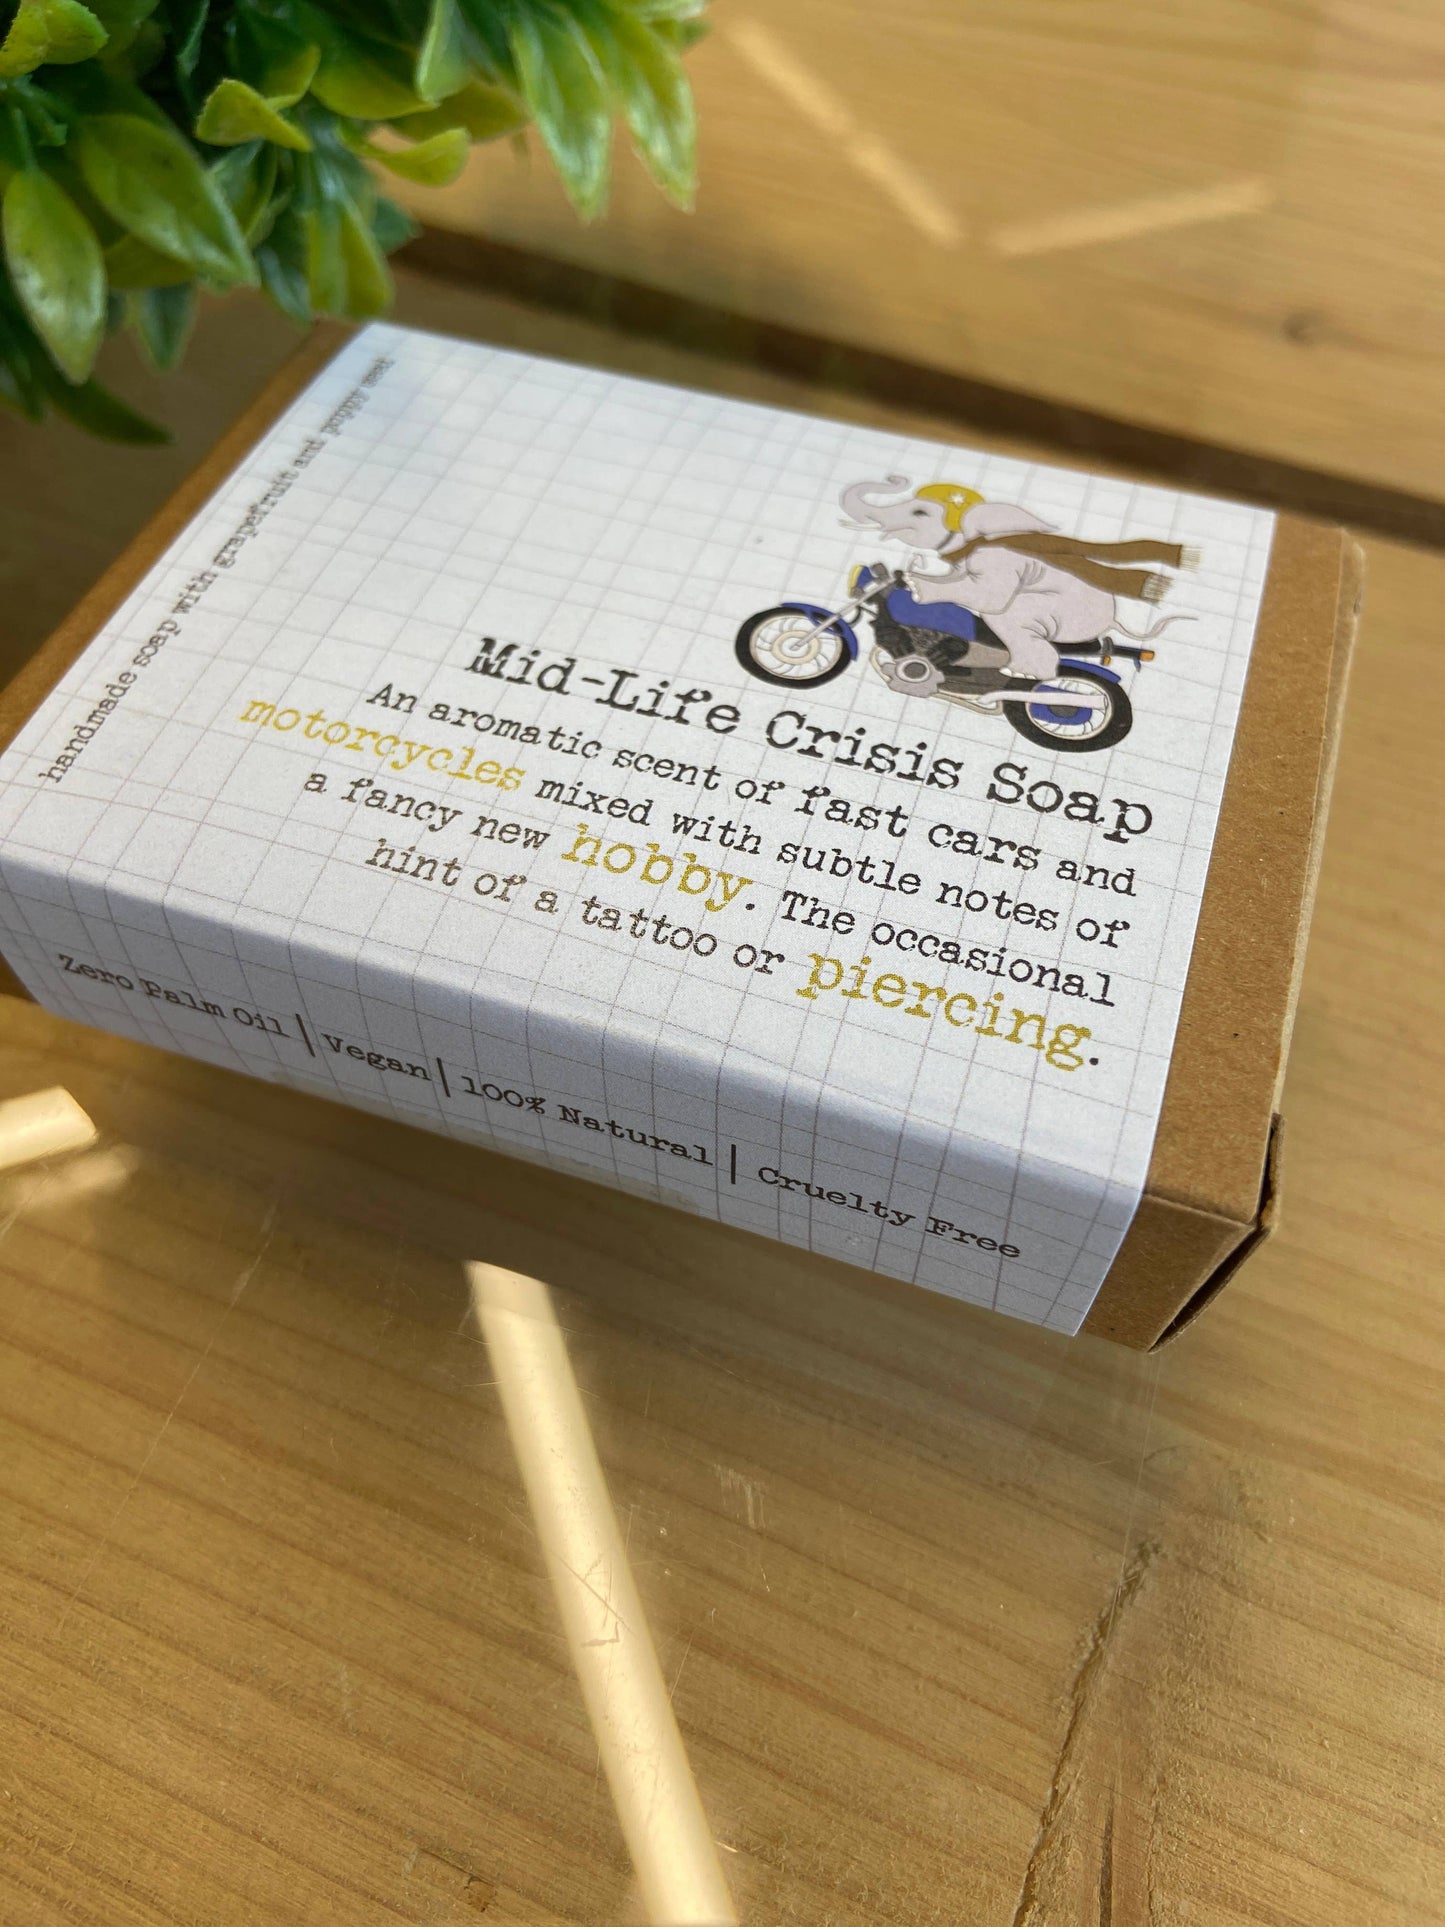 handmade soap with grapefruit and poppy seed
Mid-Life Crisis Soap
An aromatic scent of fast cars and
motorcycles mixed with subtle notes of
a fancy new hobby. The occasional
hint of a tattoo or piercing.
Zero Palm Oil | Vegan | 100% Natural | Cruelty Free